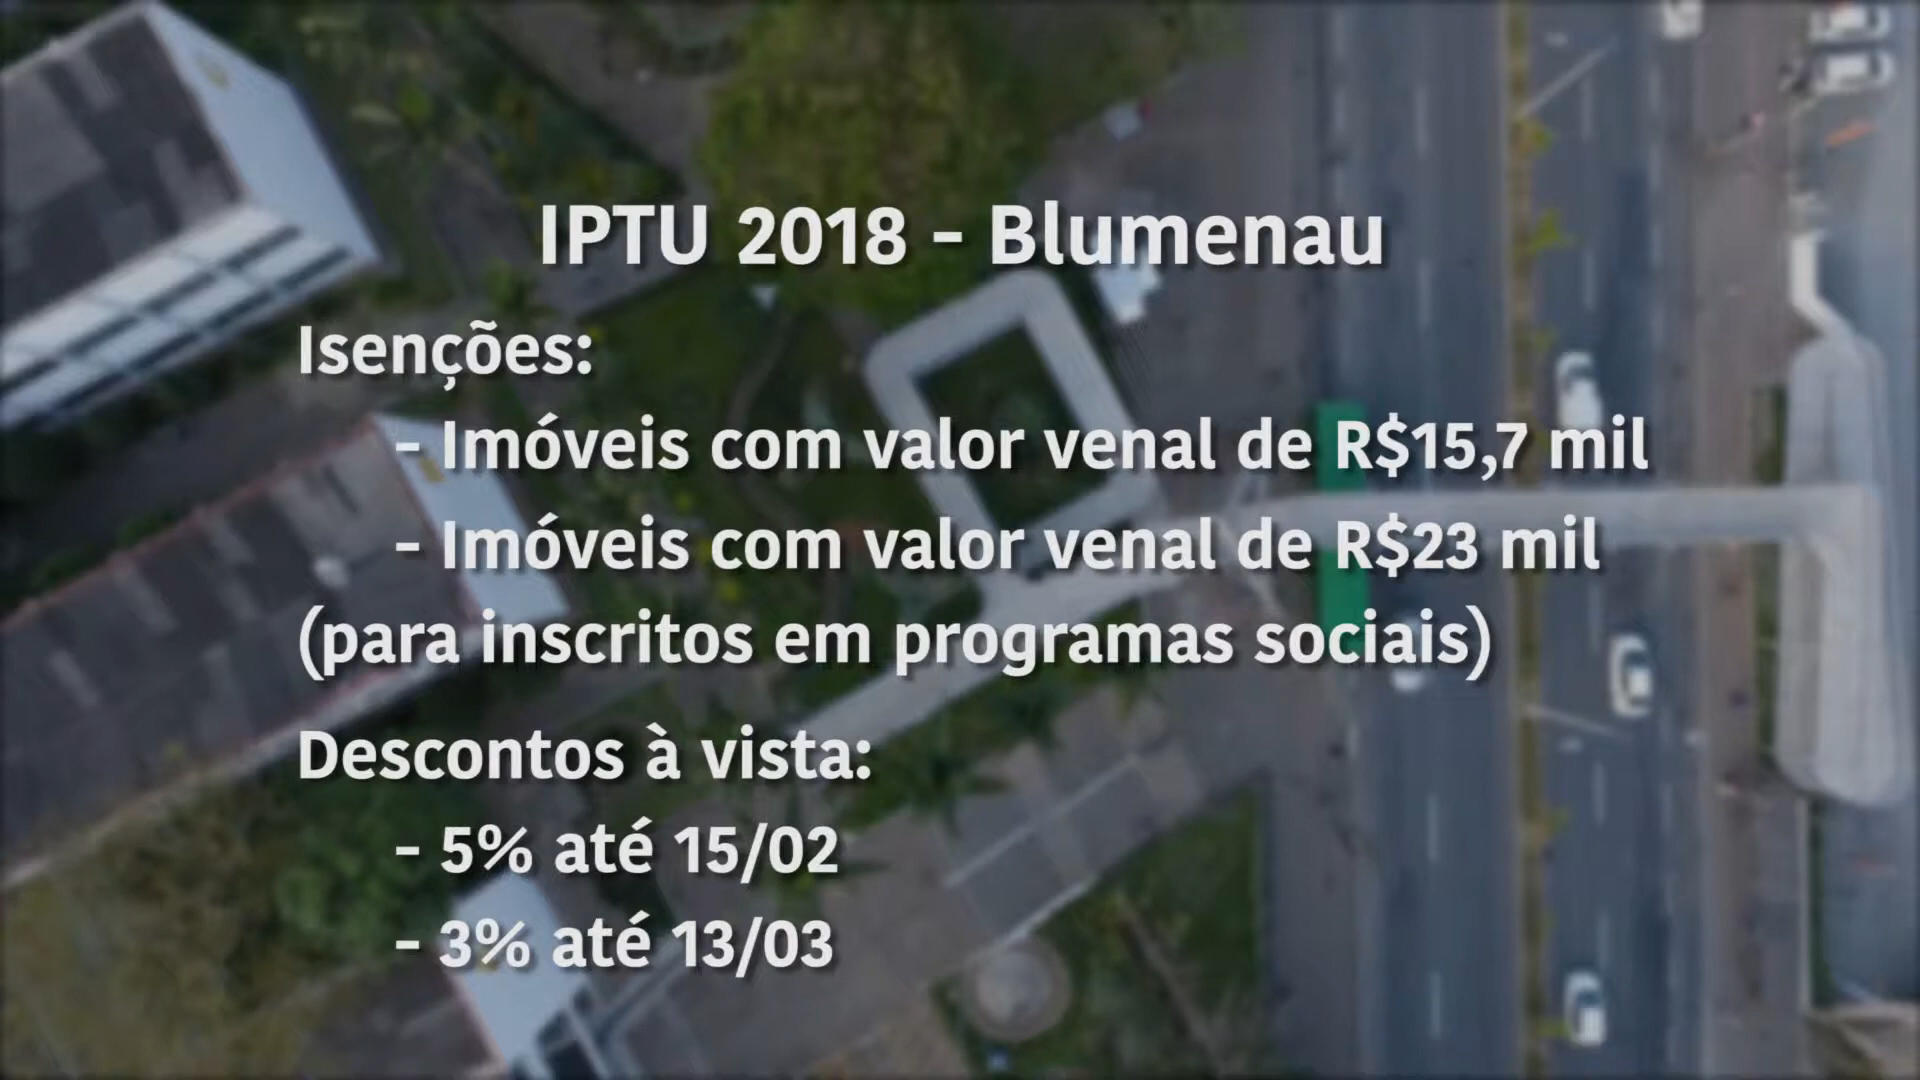 IPTU 2018 - Blumenau
Isenções:
- Imóveis com valor venal de R$15,7 mil
- Imóveis com valor venal de R$23 mil
(para inscritos em programas sociais)
Descontos à vista:
- 5% até 15/02
- 3% até 13/03